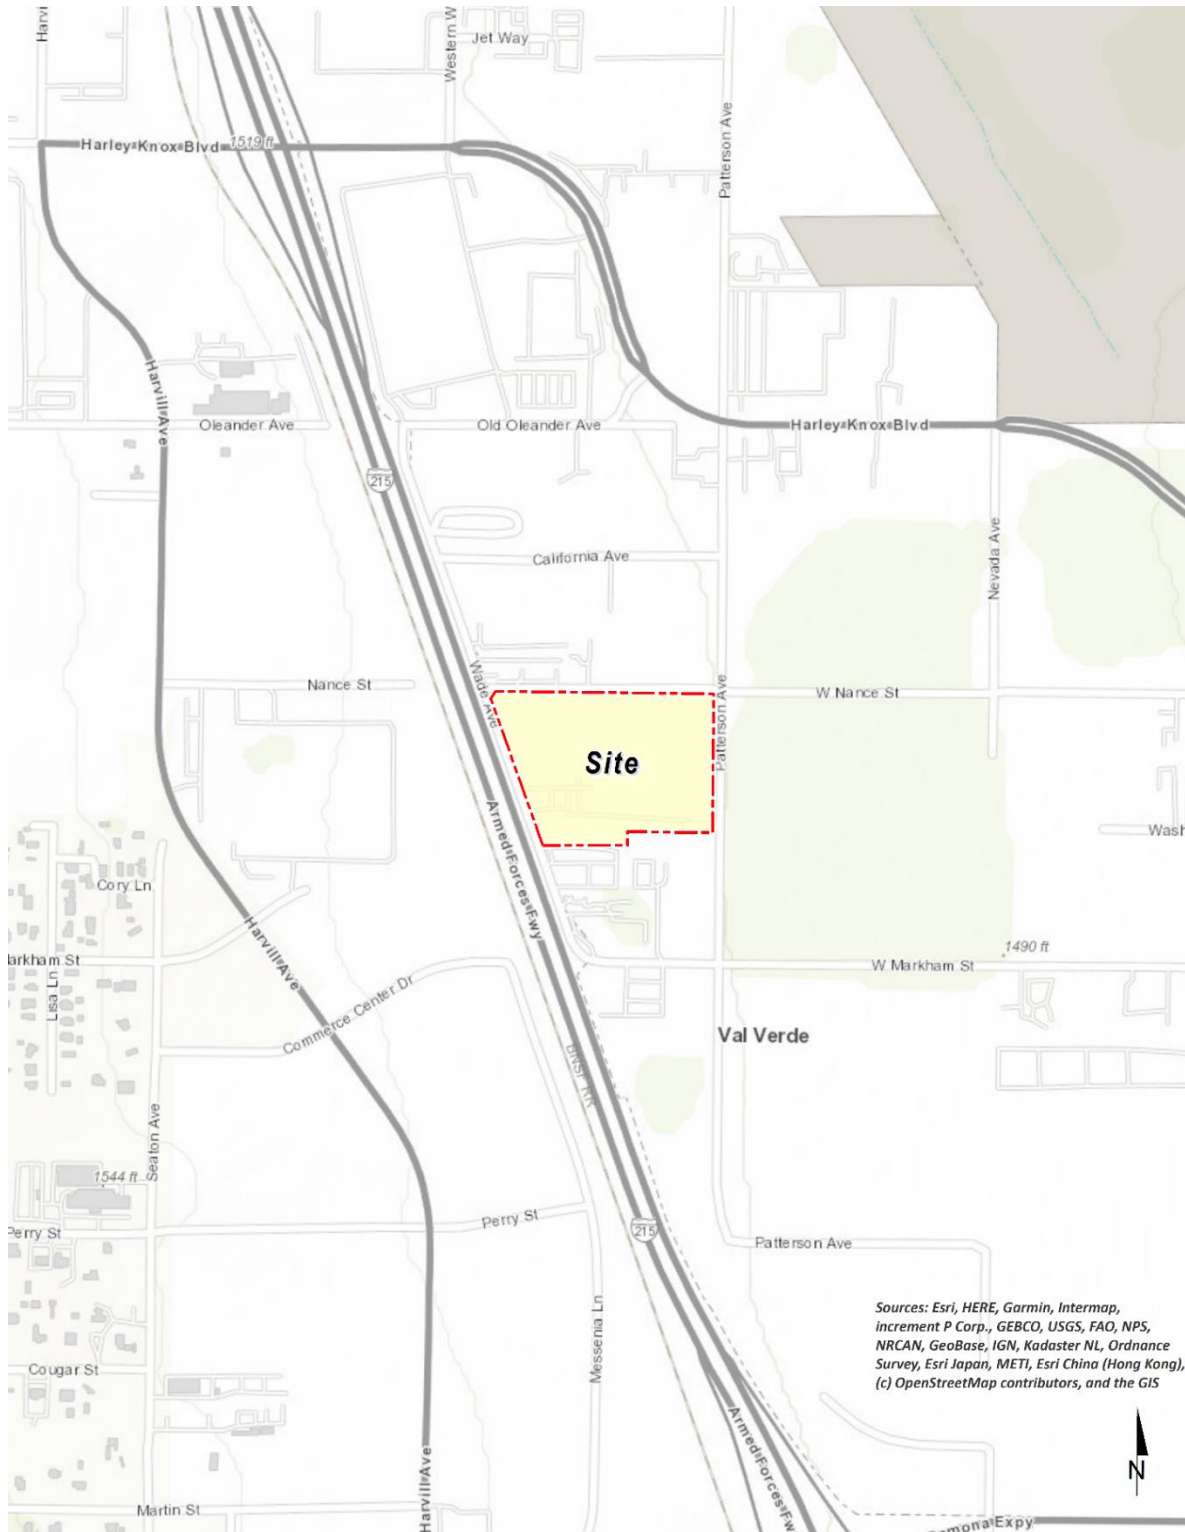 Harvi
Western W
Jet Way
Patterson Ave
Harley Knox Blvd
1519 ft
Harvill Ave
Oleander Ave
Old Oleander Ave
Harley Knox Blvd
215
California Ave
Nevada Ave
Nance St
Wade Ave
W Nance St
Patterson Ave
Site
Armed Forces Fwy
Wash
Cory Ln
Harvill Ave
arkham St
Lisa Ln
W Markham St
1490 ft
Commerce Center Dr
Val Verde
BNSF RR
Seaton Ave
1544 ft
Perry St
Perry St
215
Patterson Ave
Messenia Ln
Sources: Esri, HERE, Garmin, Intermap,
increment P Corp., GEBCO, USGS, FAO, NPS,
NRCAN, GeoBase, IGN, Kadaster NL, Ordnance
Survey, Esri Japan, METI, Esri China (Hong Kong),
(c) OpenStreetMap contributors, and the GIS
Cougar St
Armed Forces Fw
N
Harvill Ave
Martin St
mona Expy